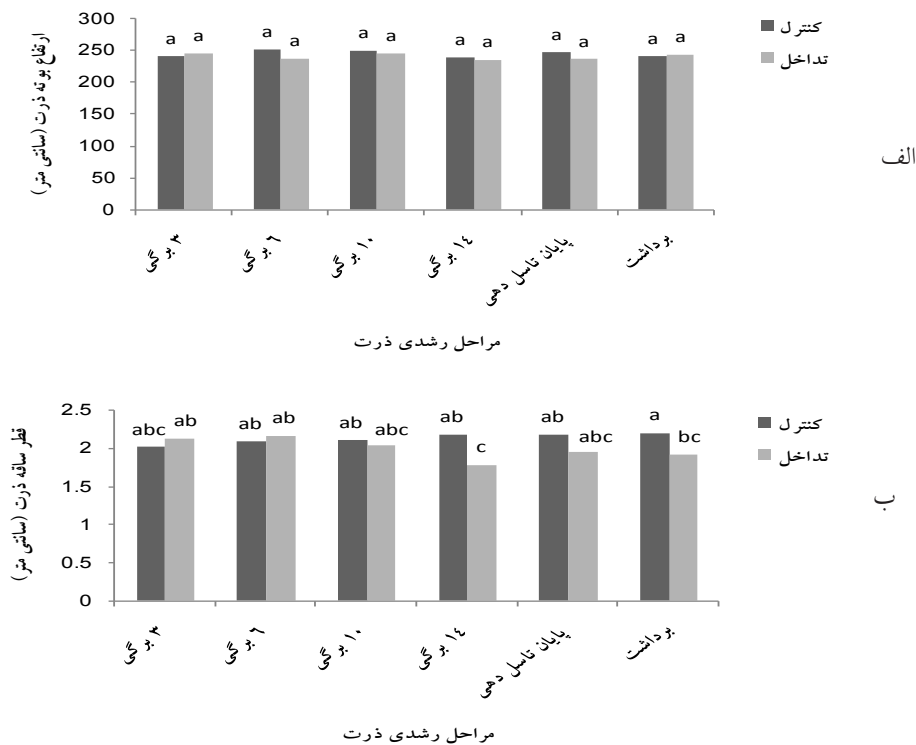 ارتفاع بوته ذرت (سانتی متر)
300
250
200
150
100
50
0
a a a a a a a a a a a a
کنترل
تداخل
الف
۳ برگی
۶ برگی
۱۰ برگی
۱۴ برگی
پایان تاسل دهی
برداشت
مراحل رشدی ذرت
قطر ساقه ذرت (سانتی متر)
2.5
2
1.5
1
0.5
0
abc ab ab ab ab abc ab c ab abc a bc
کنترل
تداخل
ب
۳ برگی
۶ برگی
۱۰ برگی
۱۴ برگی
پایان تاسل دهی
برداشت
مراحل رشدی ذرت